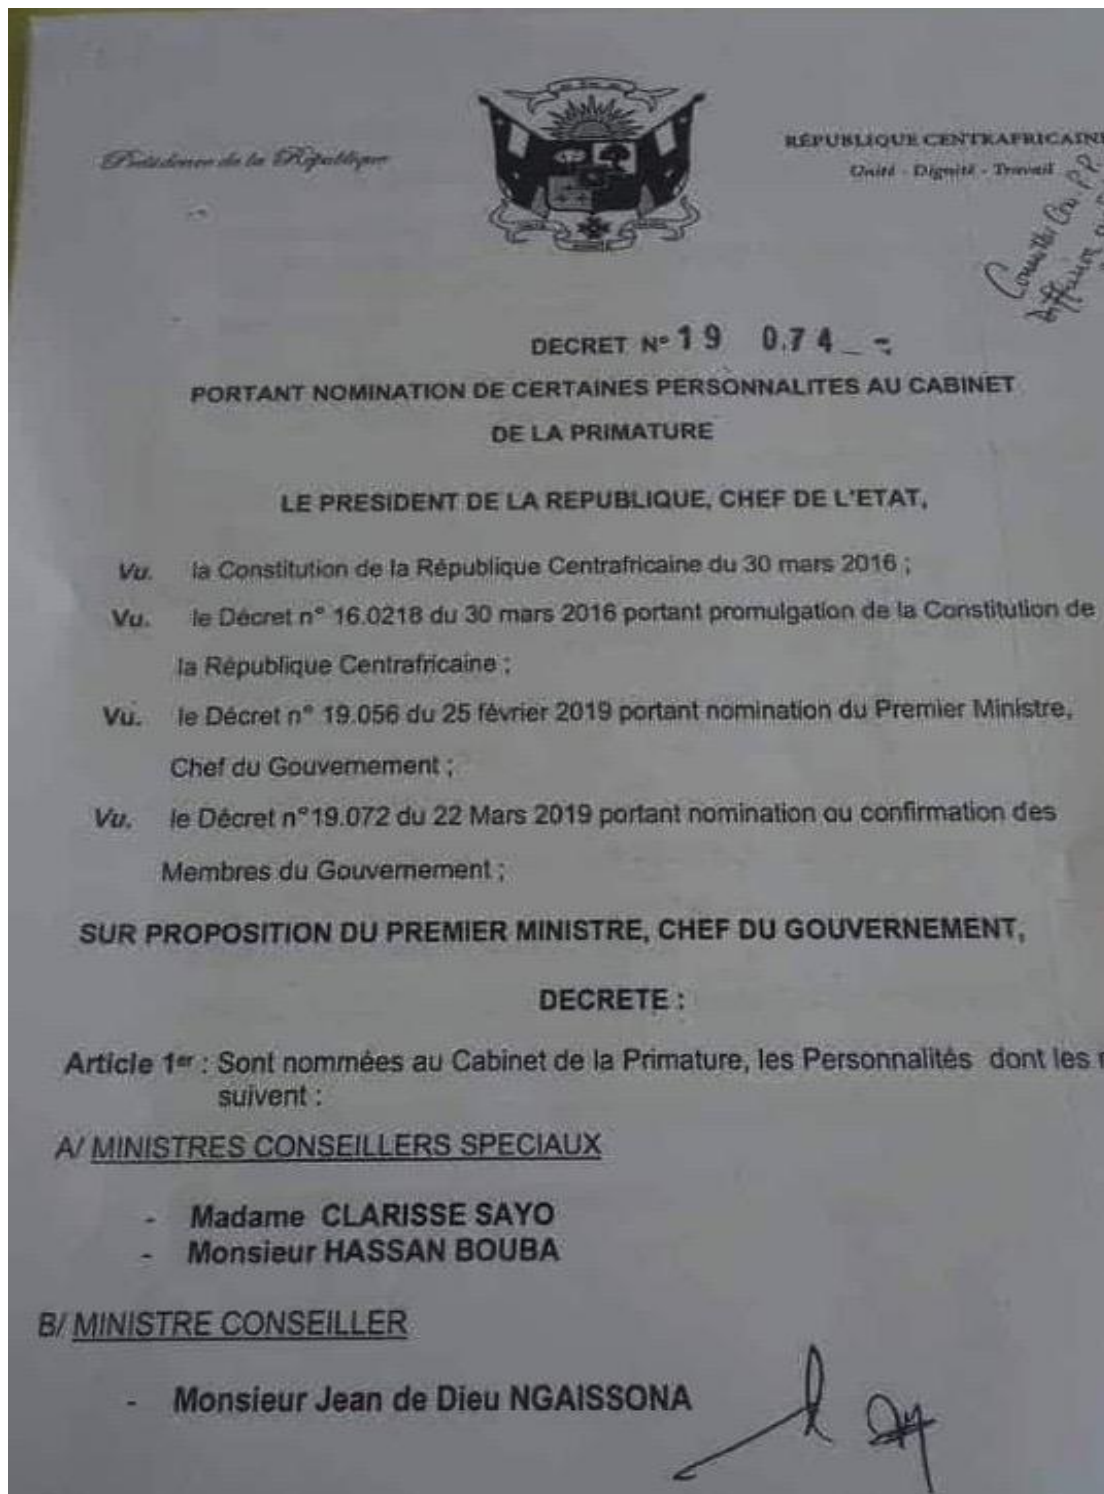 Présidence de la République
RÉPUBLIQUE CENTRAFRICAINE
Unité - Dignité - Travail
DECRET N° 19 0.74
PORTANT NOMINATION DE CERTAINES PERSONNALITES AU CABINET
DE LA PRIMATURE
LE PRESIDENT DE LA REPUBLIQUE, CHEF DE L'ETAT,
Vu. la Constitution de la République Centrafricaine du 30 mars 2016 ;
Vu. le Décret n° 16.0218 du 30 mars 2016 portant promulgation de la Constitution de
la République Centrafricaine ;
Vu. le Décret n° 19.056 du 25 février 2019 portant nomination du Premier Ministre,
Chef du Gouvernement ;
Vu. le Décret n°19.072 du 22 Mars 2019 portant nomination ou confirmation des
Membres du Gouvernement ;
SUR PROPOSITION DU PREMIER MINISTRE, CHEF DU GOUVERNEMENT,
DECRETE :
Article 1er : Sont nommées au Cabinet de la Primature, les Personnalités dont les
suivent :
A/ MINISTRES CONSEILLERS SPECIAUX
- Madame CLARISSE SAYO
- Monsieur HASSAN BOUBA
B/ MINISTRE CONSEILLER
- Monsieur Jean de Dieu NGAISSONA